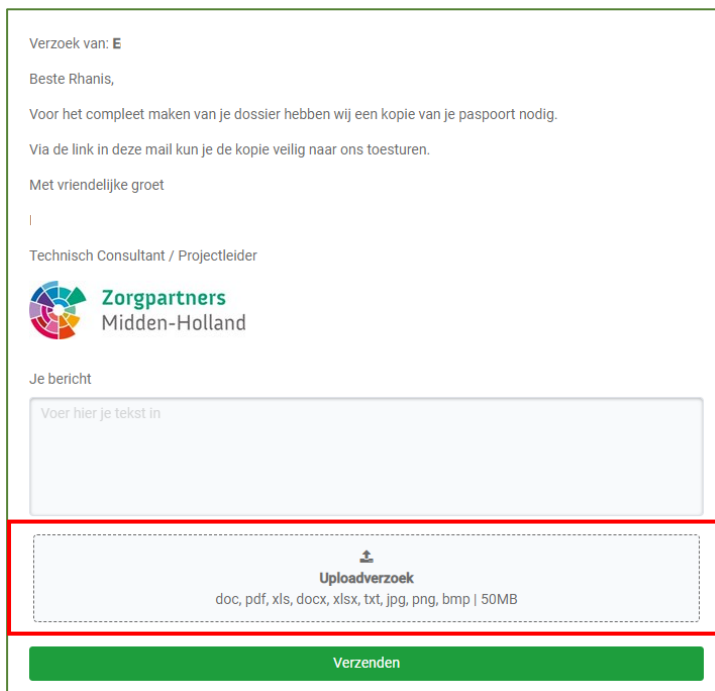 Verzoek van: E
Beste Rhanis,
Voor het compleet maken van je dossier hebben wij een kopie van je paspoort nodig.
Via de link in deze mail kun je de kopie veilig naar ons toesturen.
Met vriendelijke groet
Technisch Consultant / Projectleider
Zorgpartners
Midden-Holland
Je bericht
Voer hier je tekst in
Uploadverzoek
doc, pdf, xls, docx, xlsx, txt, jpg, png, bmp | 50MB
Verzenden